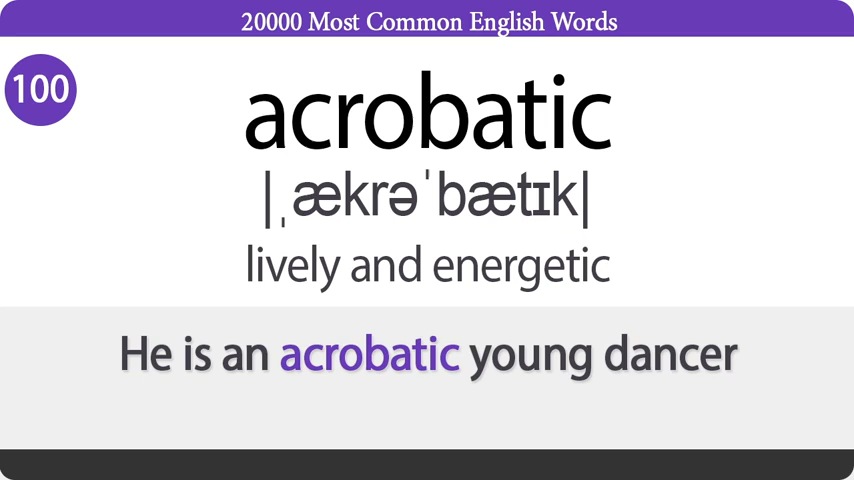 20000 Most Common English Words
100
acrobatic
|ˌækrəˈbætɪk|
lively and energetic
He is an acrobatic young dancer